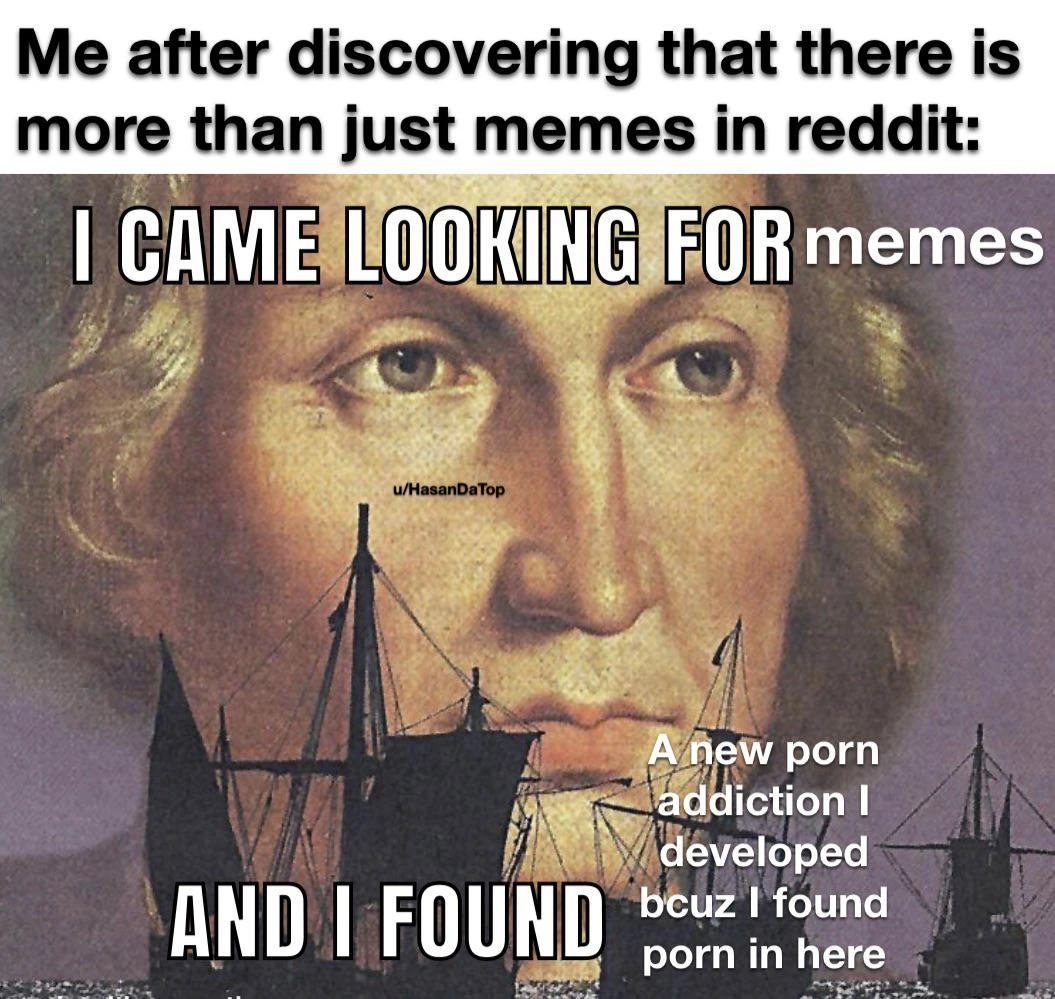 Me after discovering that there is
more than just memes in reddit:
I CAME LOOKING FOR memes
u/HasanDaTop
A new porn
addiction I
developed
AND I FOUND bcuz I found
porn in here